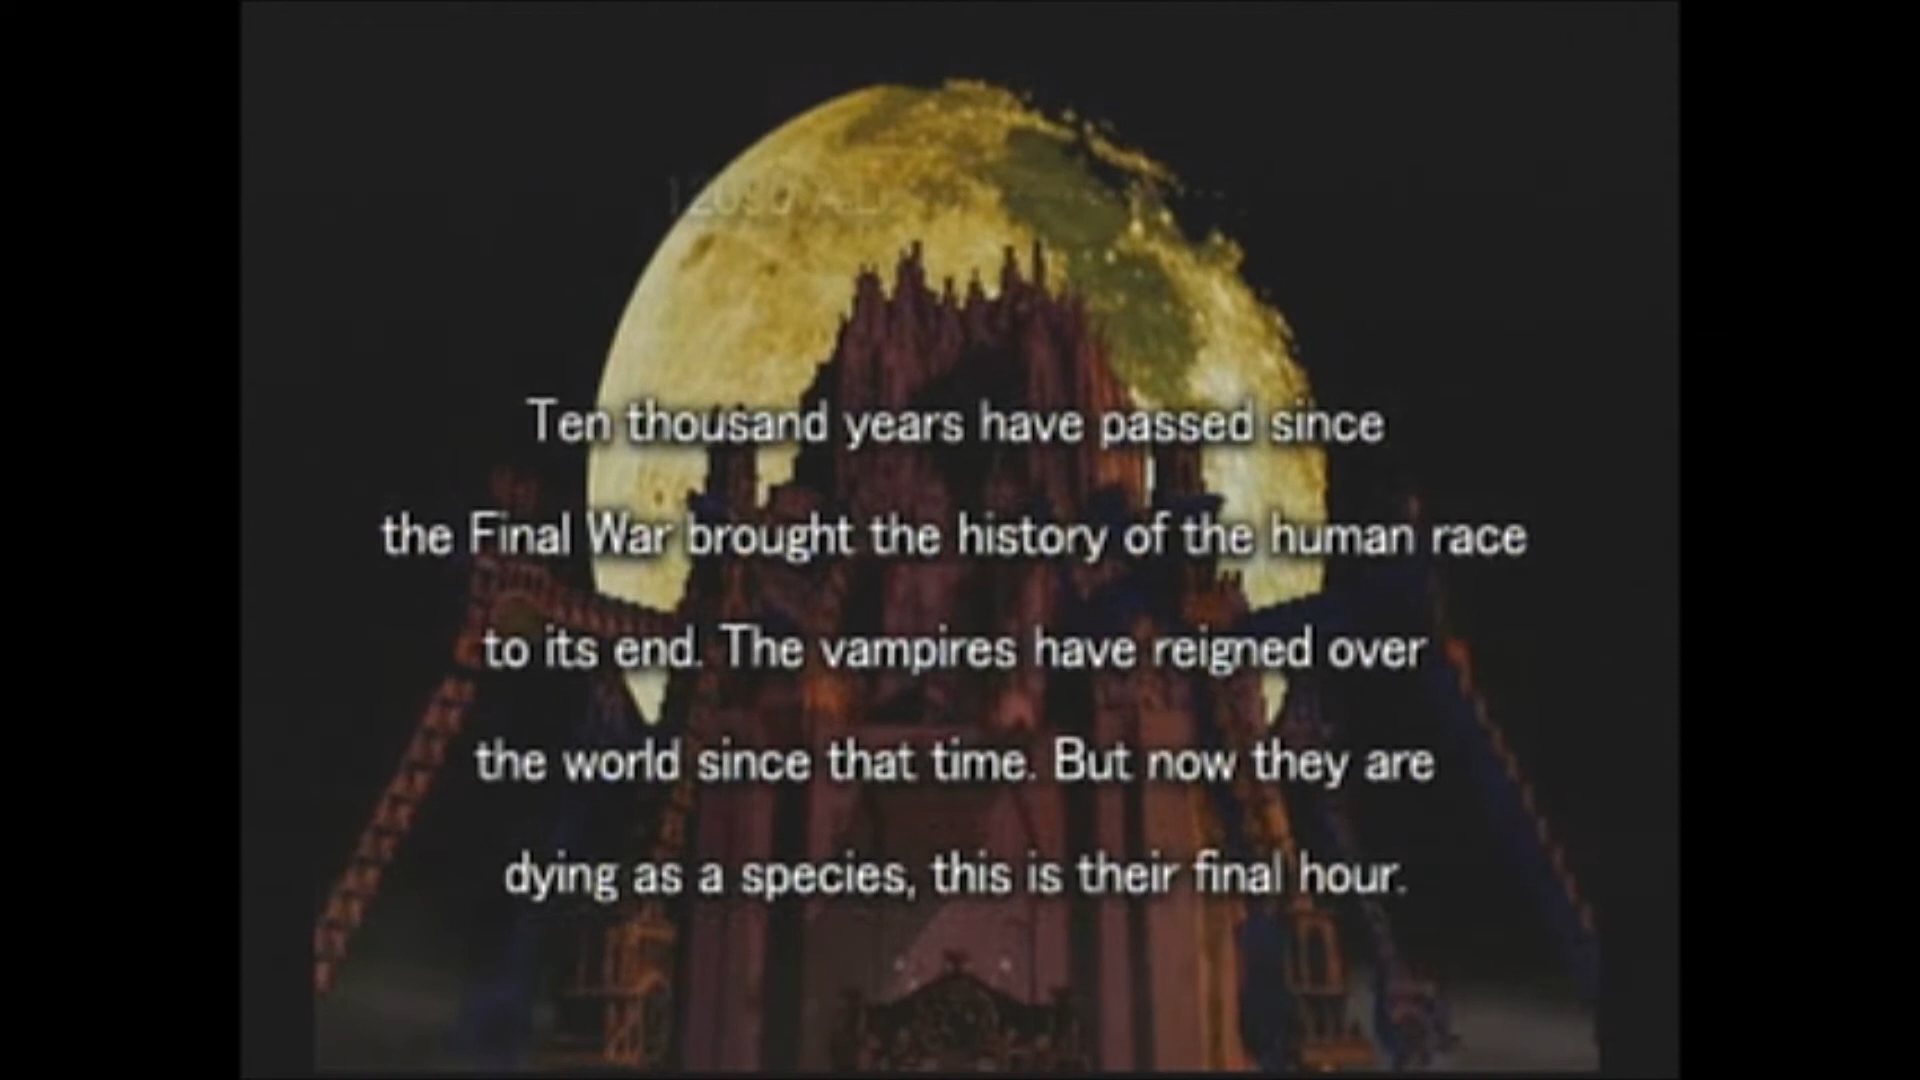 Ten thousand years have passed since
the Final War brought the history of the human race
to its end. The vampires have reigned over
the world since that time. But now they are
dying as a species, this is their final hour.